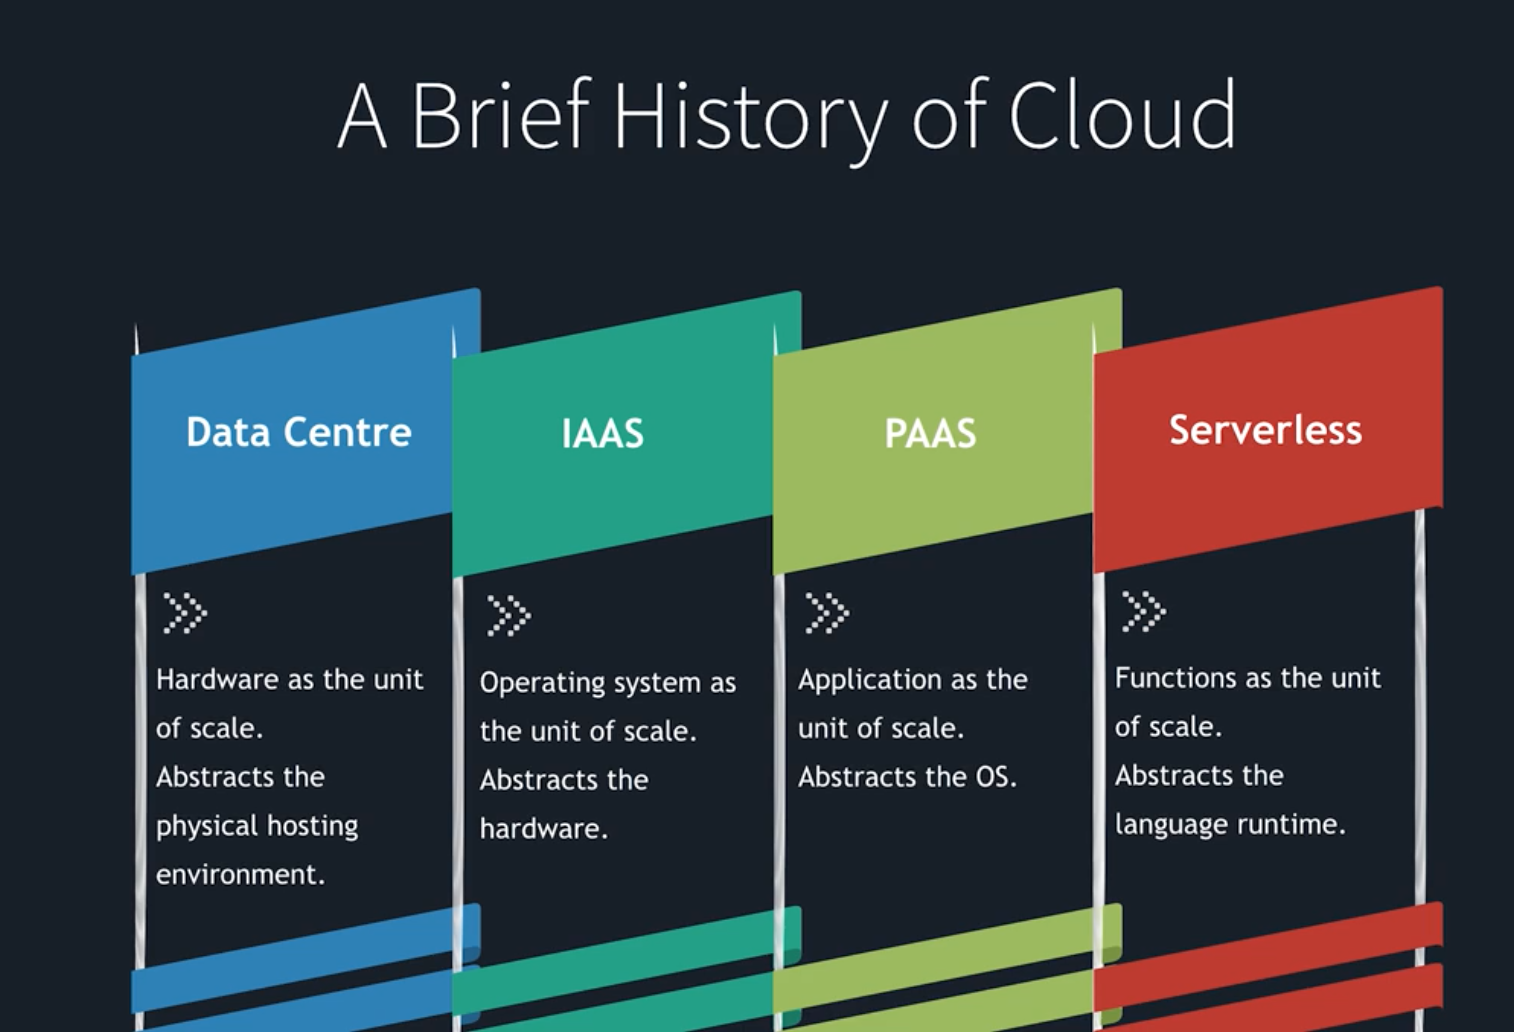 A Brief History of Cloud
Data Centre
Hardware as the unit
of scale.
Abstracts the
physical hosting
environment.
IAAS
Operating system as
the unit of scale.
Abstracts the
hardware.
PAAS
Application as the
unit of scale.
Abstracts the OS.
Serverless
Functions as the unit
of scale.
Abstracts the
language runtime.